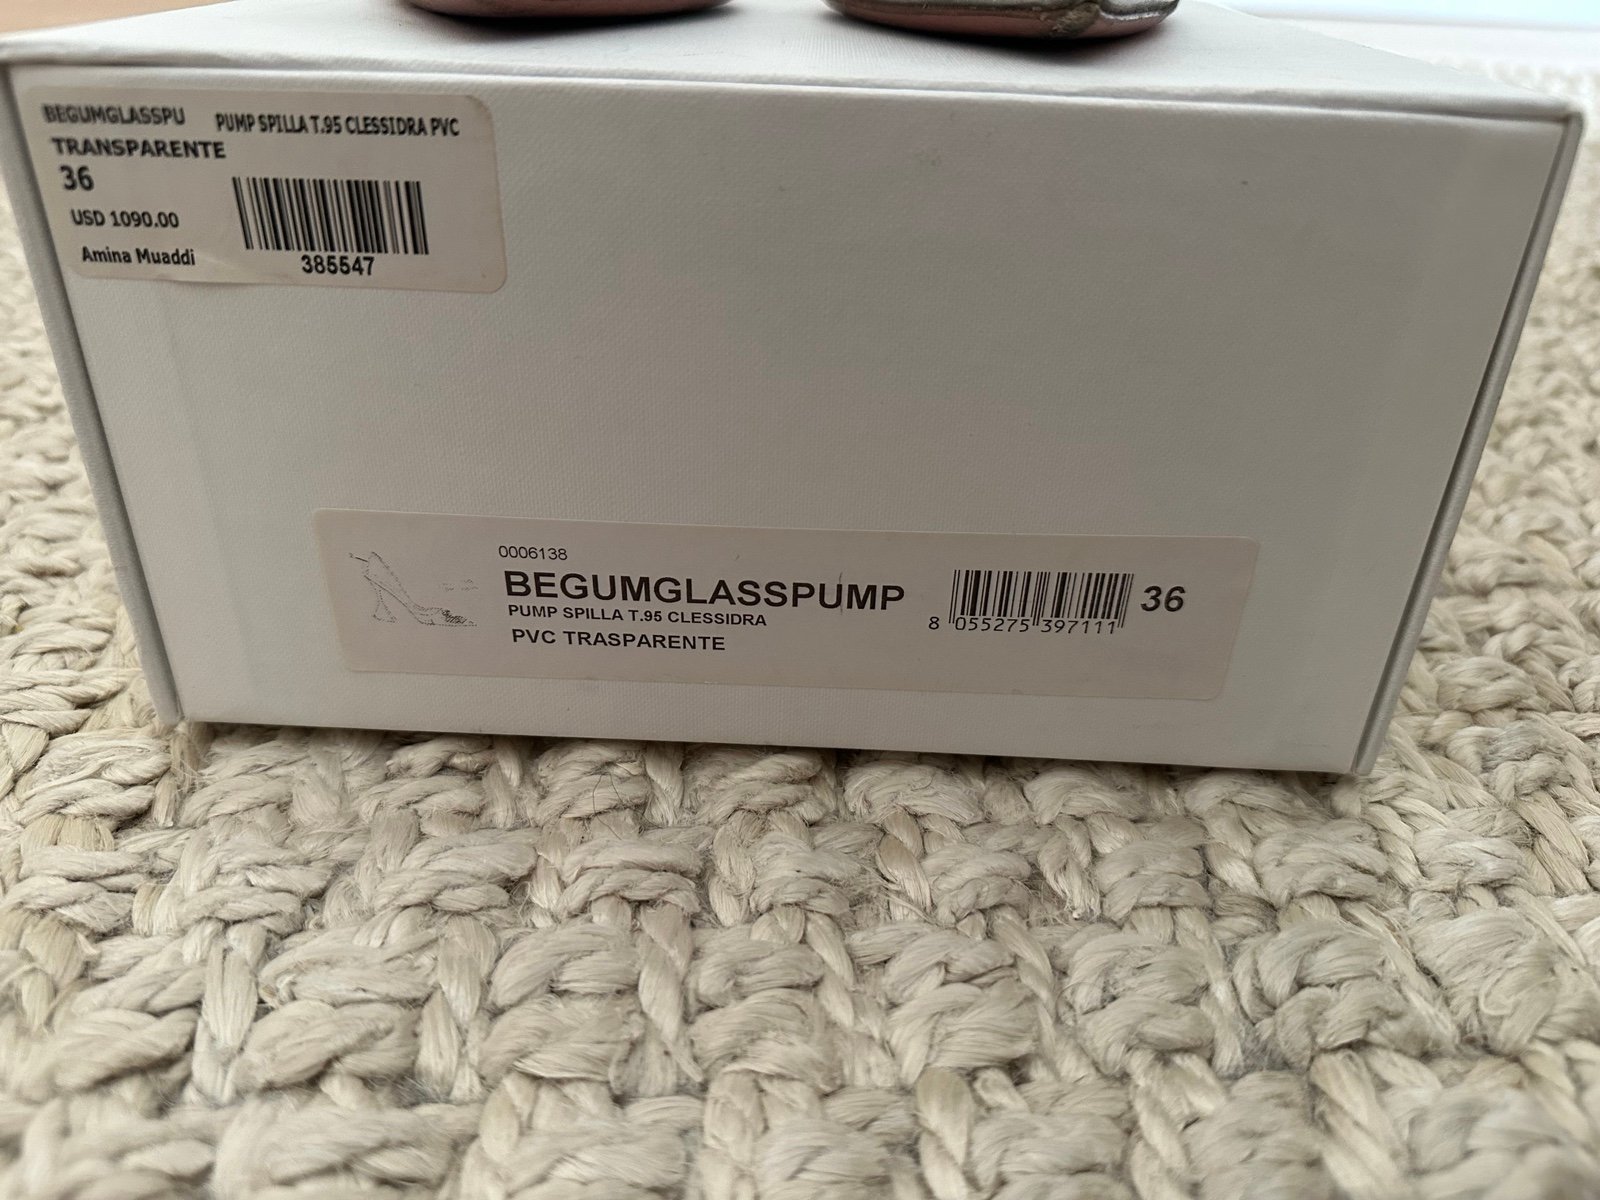 BEGUMGLASSPU PUMP SPILLA T.95 CLESSIDRA PVC
TRANSPARENTE
36
USD 1090.00
Amina Muaddi
385547
0006138
BEGUMGLASSPUMP
PUMP SPILLA T.95 CLESSIDRA
PVC TRASPARENTE
8 055275 397111
36